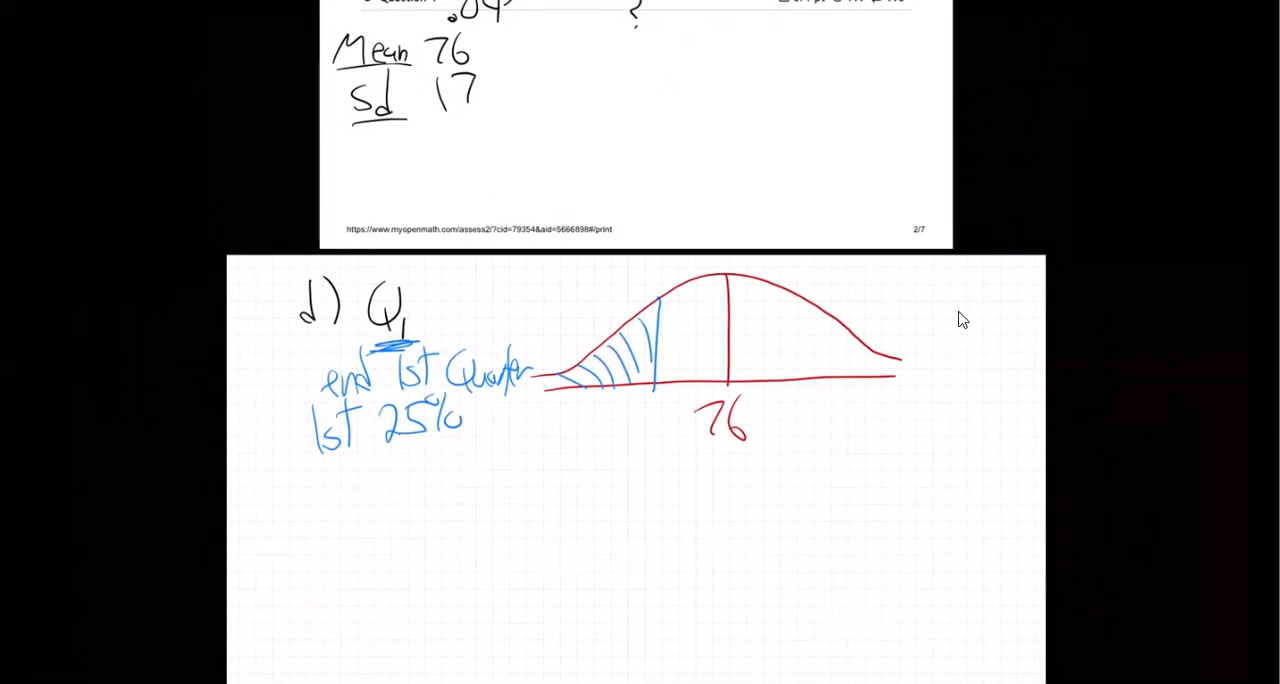 .04
?
Mean 76
Sd 17
https://www.myopenmath.com/assess2/?cid=79354&aid=5666898#/print
2/7
d) Q1
end 1st Quarter
1st 25%
76